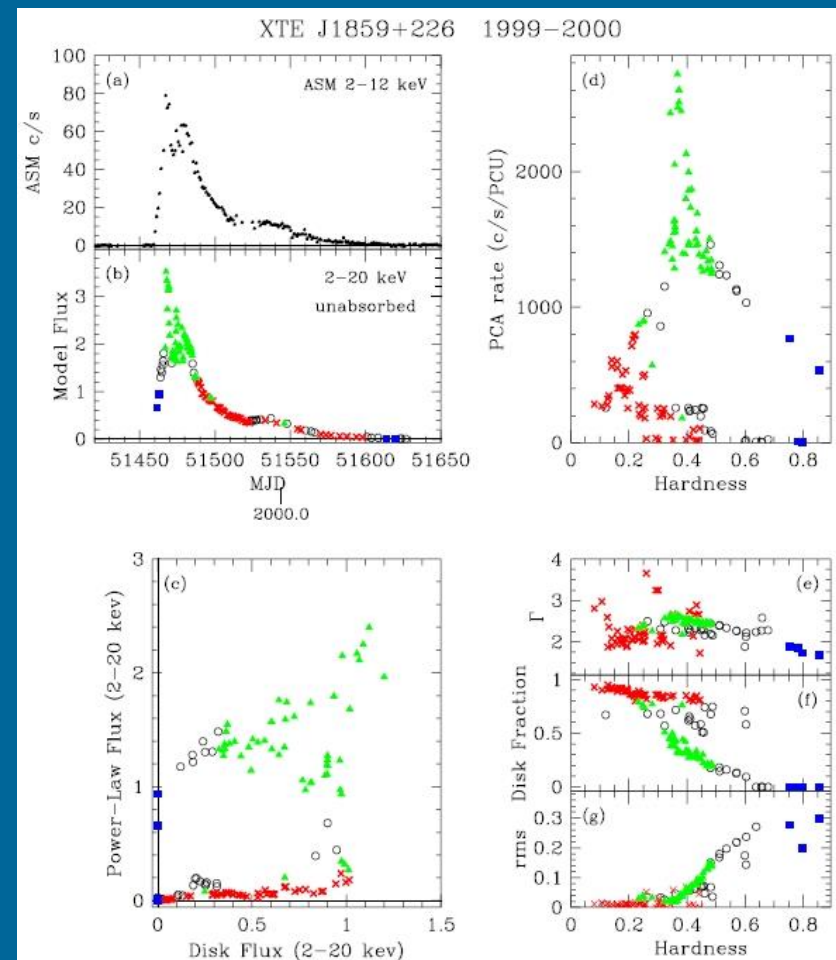 XTE J1859+226 1999-2000
(a)
ASM 2-12 keV
ASM c/s
100
80
60
40
20
0
(b)
2-20 keV
unabsorbed
Model Flux
3
2
1
0
51450 51500 51550 51600 51650
MJD
2000.0
(d)
PCA rate (c/s/PCU)
2000
1000
0
0 0.2 0.4 0.6 0.8
Hardness
(c)
Power-Law Flux (2-20 kev)
3
2
1
0
0 0.5 1 1.5
Disk Flux (2-20 kev)
(e)
Γ
4
3
2
(f)
Disk Fraction
1
0.5
0
(g)
rms
0.3
0.2
0.1
0
0 0.2 0.4 0.6 0.8
Hardness